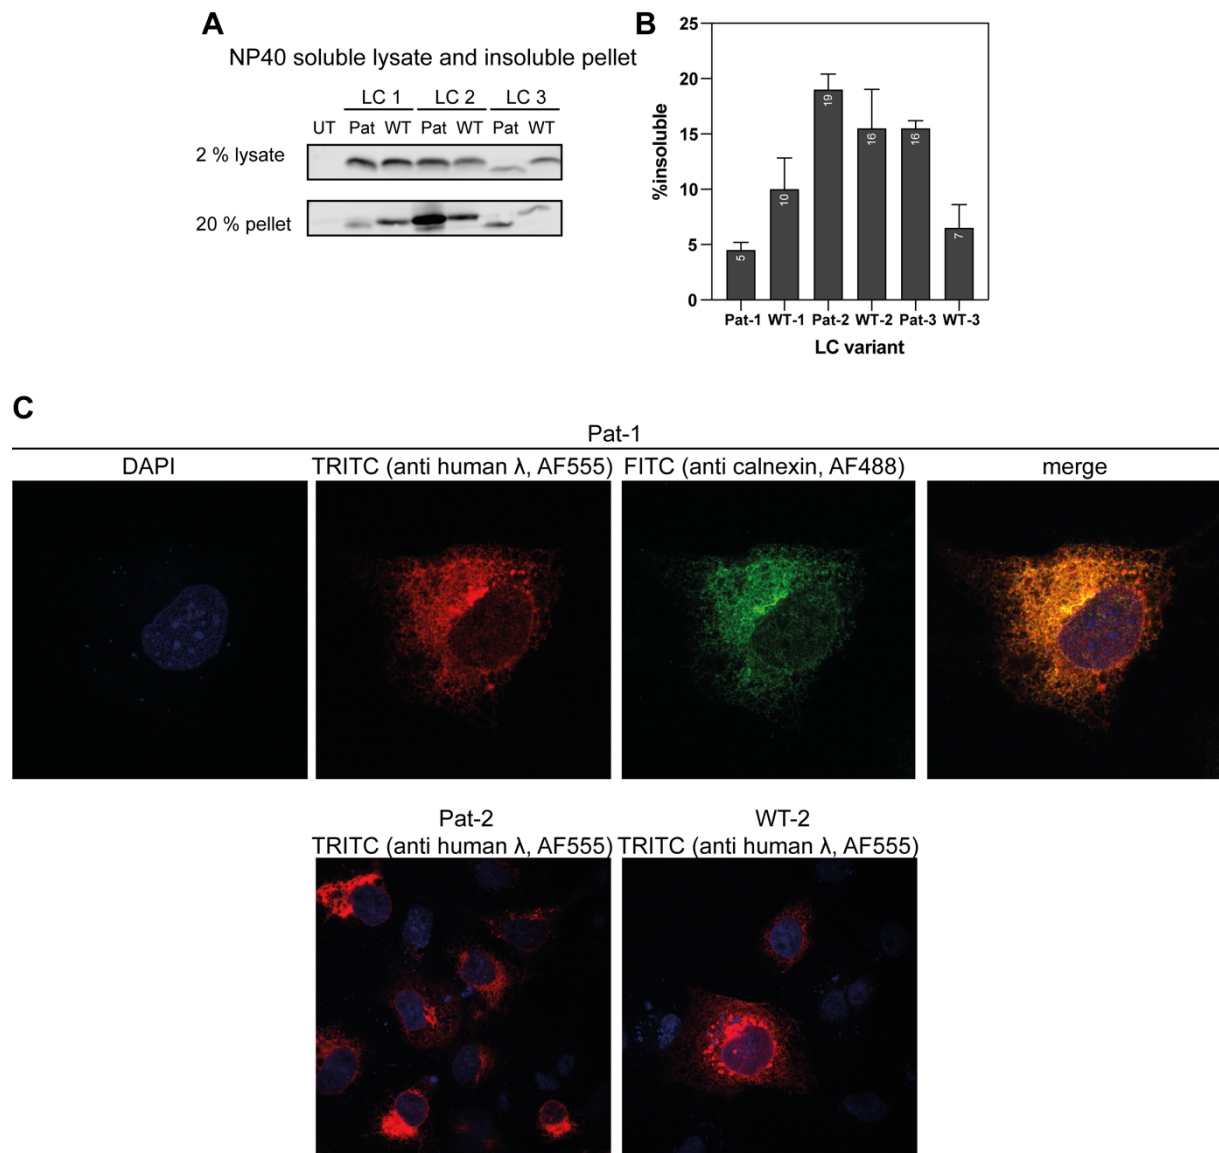 A
NP40 soluble lysate and insoluble pellet
LC 1 LC 2 LC 3
UT Pat WT Pat WT Pat WT
2 % lysate
20 % pellet
B
25
20
15
10
5
0
%insoluble
5
10
19
16
16
7
Pat-1 WT-1 Pat-2 WT-2 Pat-3 WT-3
LC variant
C
Pat-1
DAPI TRITC (anti human λ, AF555) FITC (anti calnexin, AF488) merge
Pat-2 WT-2
TRITC (anti human λ, AF555) TRITC (anti human λ, AF555)